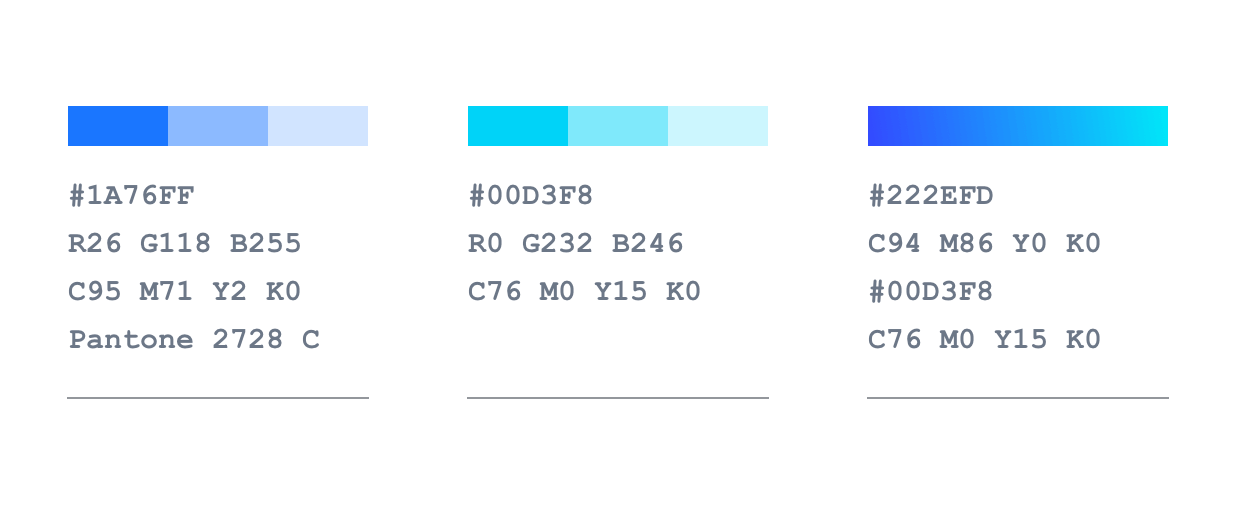 #1A76FF
R26 G118 B255
C95 M71 Y2 K0
Pantone 2728 C
#00D3F8
R0 G232 B246
C76 M0 Y15 K0
#222EFD
C94 M86 Y0 K0
#00D3F8
C76 M0 Y15 K0